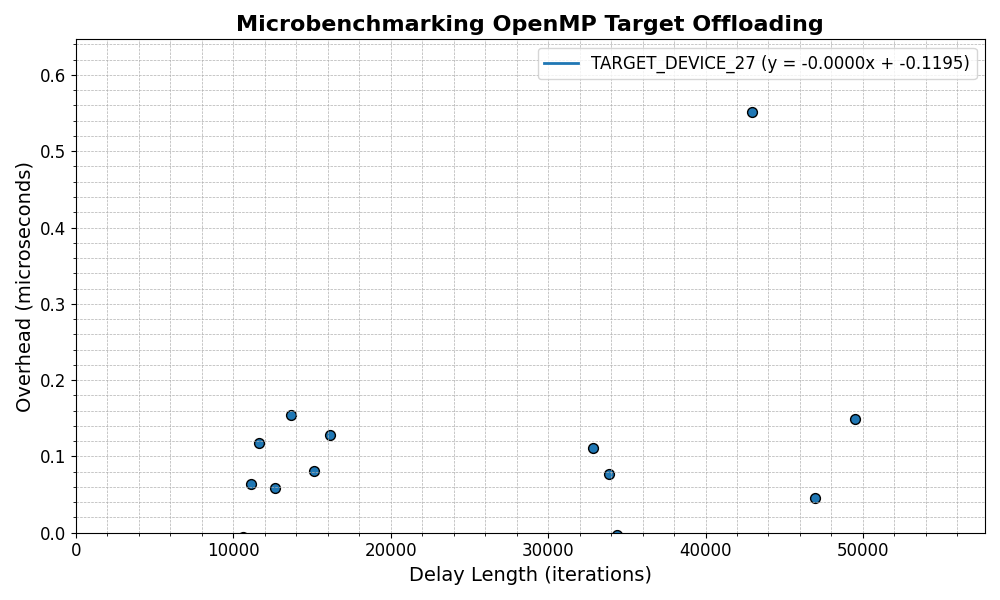 Microbenchmarking OpenMP Target Offloading
TARGET_DEVICE_27 (y = -0.0000x + -0.1195)
Overhead (microseconds)
0.6
0.5
0.4
0.3
0.2
0.1
0.0
0 10000 20000 30000 40000 50000
Delay Length (iterations)